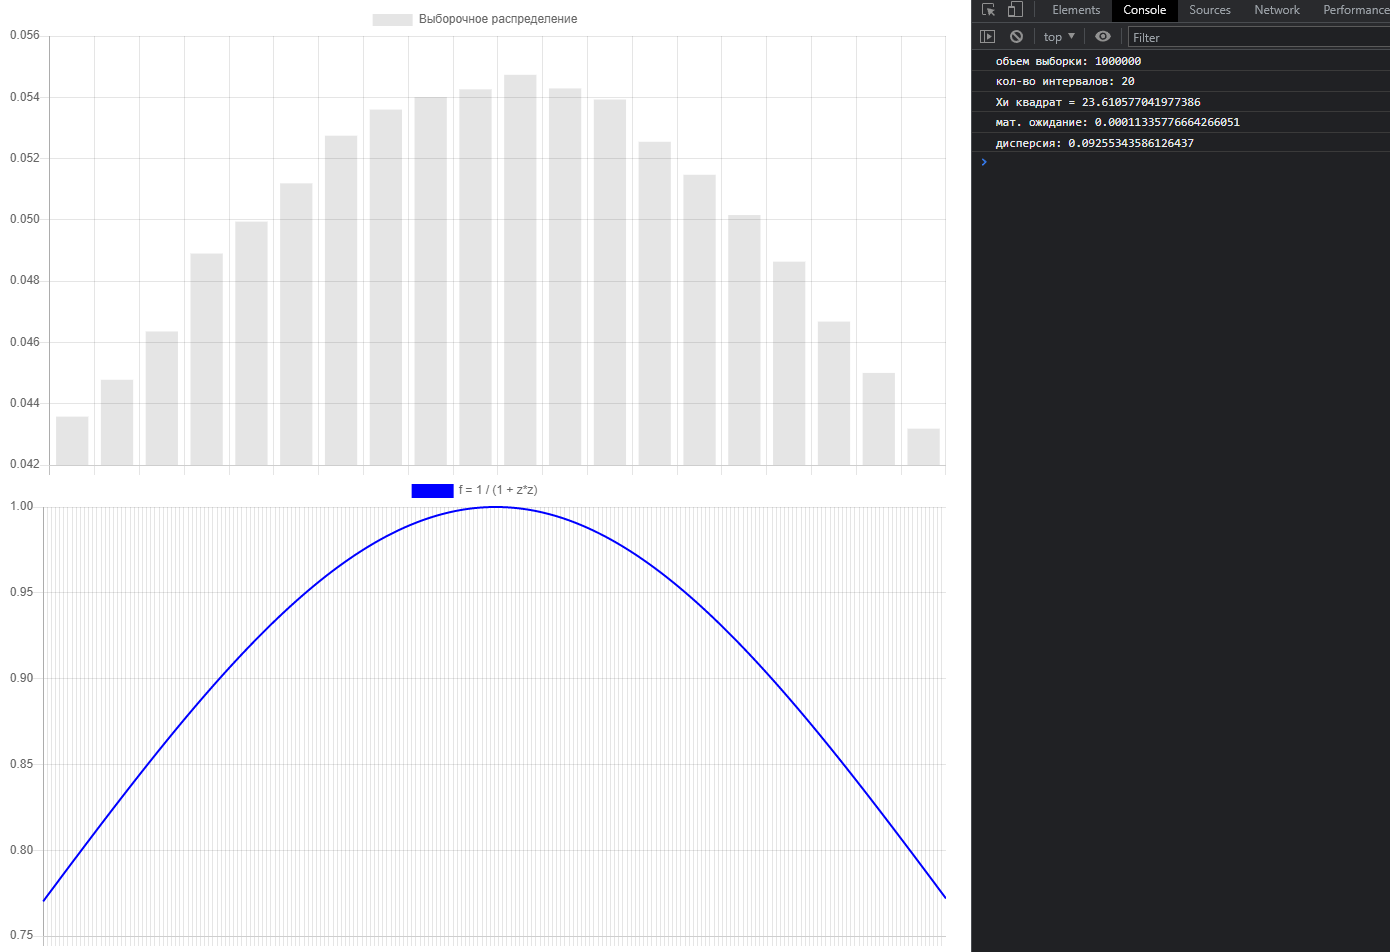 Выборочное распределение
0.056
0.054
0.052
0.050
0.048
0.046
0.044
0.042
f = 1 / (1 + z*z)
1.00
0.95
0.90
0.85
0.80
0.75
Elements Console Sources Network Performance
top Filter
объем выборки: 1000000
кол-во интервалов: 20
Хи квадрат = 23.610577041977386
мат. ожидание: 0.00011335776664266051
дисперсия: 0.09255343586126437